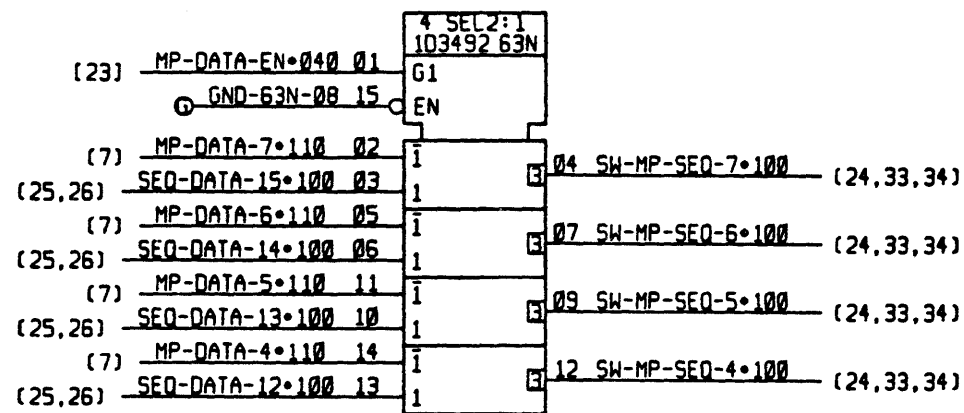 4 SEL2:1
103492 63N
[23] MP-DATA-EN•040 01 G1
G GND-63N-08 15 EN
[7] MP-DATA-7•110 02 1̅
[25,26] SEQ-DATA-15•100 03 1
3 04 SW-MP-SEQ-7•100 [24,33,34]
[7] MP-DATA-6•110 05 1̅
[25,26] SEQ-DATA-14•100 06 1
3 07 SW-MP-SEQ-6•100 [24,33,34]
[7] MP-DATA-5•110 11 1̅
[25,26] SEQ-DATA-13•100 10 1
3 09 SW-MP-SEQ-5•100 [24,33,34]
[7] MP-DATA-4•110 14 1̅
[25,26] SEQ-DATA-12•100 13 1
3 12 SW-MP-SEQ-4•100 [24,33,34]